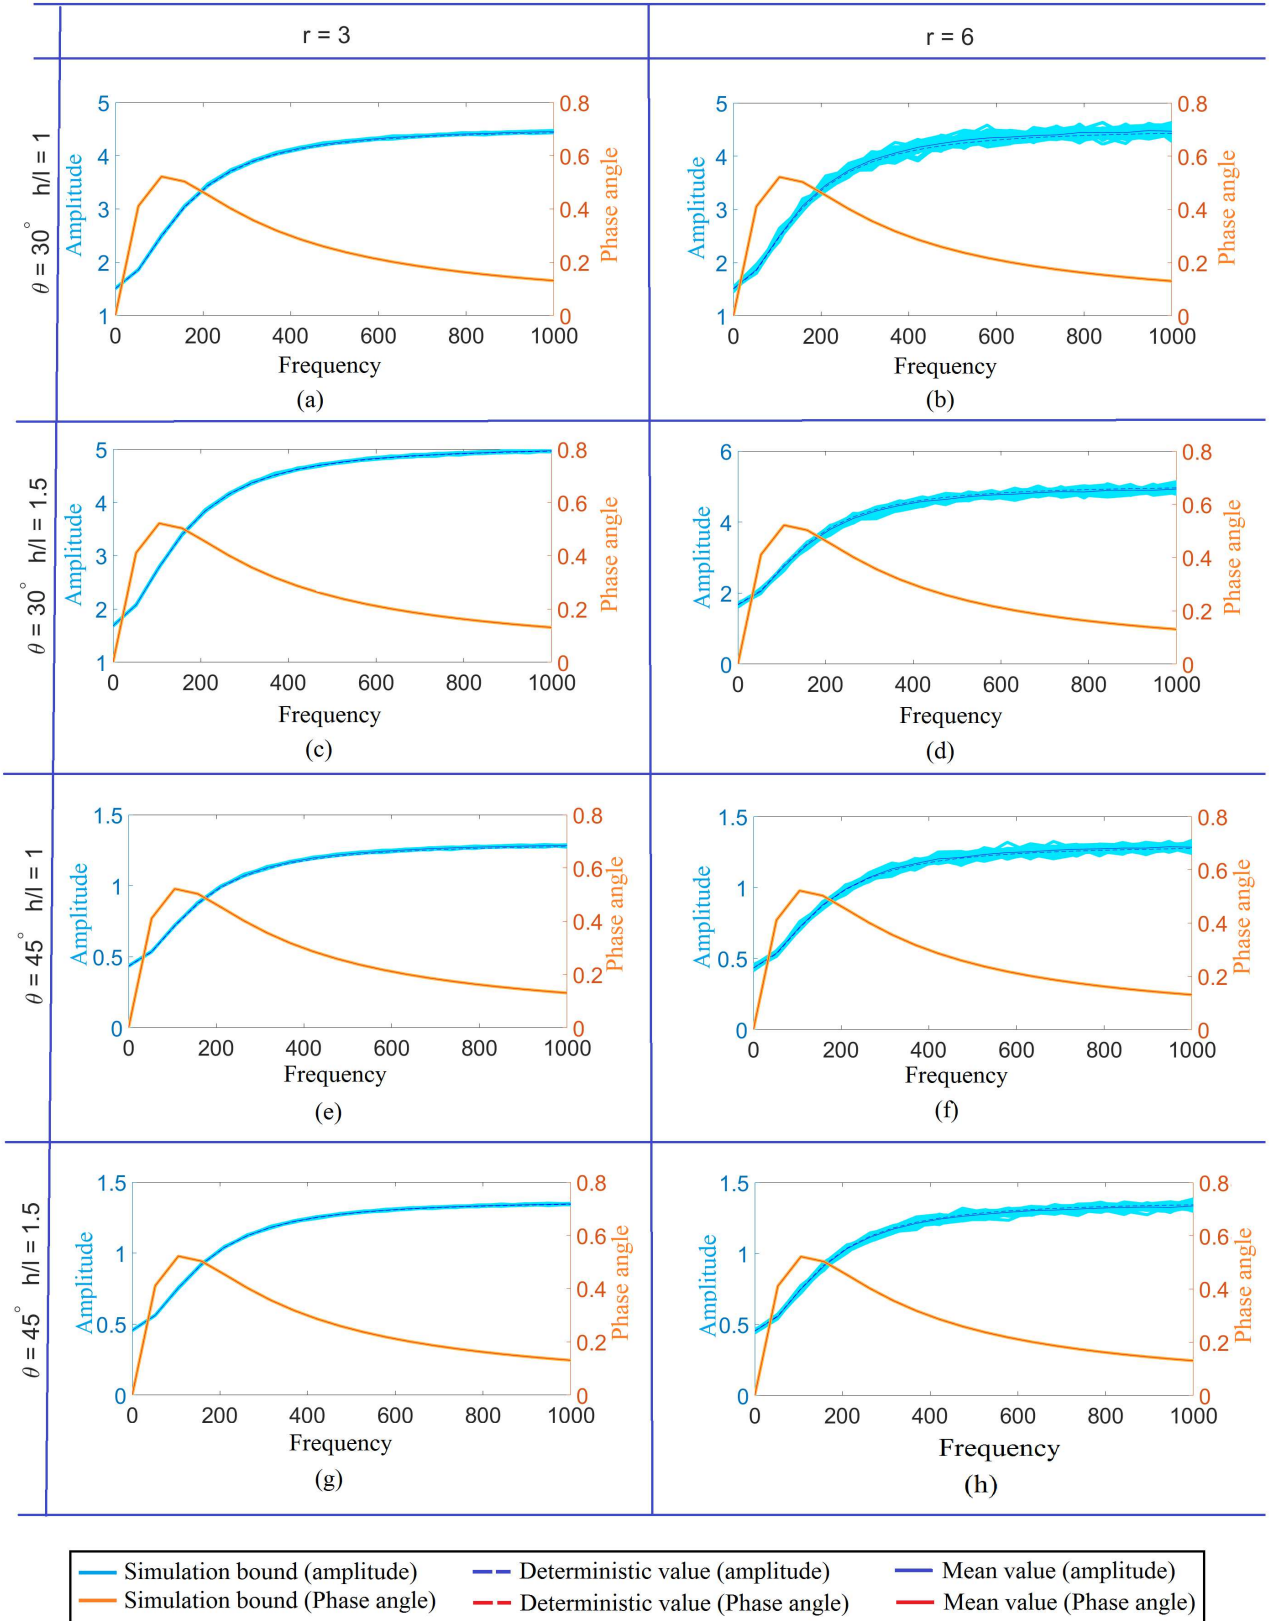 r = 3
r = 6
θ = 30° h/l = 1
5
4
3
2
1
Amplitude
0.8
0.6
0.4
0.2
0
Phase angle
0 200 400 600 800 1000
Frequency
(a)
5
4
3
2
1
Amplitude
0.8
0.6
0.4
0.2
0
Phase angle
0 200 400 600 800 1000
Frequency
(b)
θ = 30° h/l = 1.5
5
4
3
2
1
Amplitude
0.8
0.6
0.4
0.2
0
Phase angle
0 200 400 600 800 1000
Frequency
(c)
6
4
2
0
Amplitude
0.8
0.6
0.4
0.2
0
Phase angle
0 200 400 600 800 1000
Frequency
(d)
θ = 45° h/l = 1
1.5
1
0.5
0
Amplitude
0.8
0.6
0.4
0.2
0
Phase angle
0 200 400 600 800 1000
Frequency
(e)
1.5
1
0.5
0
Amplitude
0.8
0.6
0.4
0.2
0
Phase angle
0 200 400 600 800 1000
Frequency
(f)
θ = 45° h/l = 1.5
1.5
1
0.5
0
Amplitude
0.8
0.6
0.4
0.2
0
Phase angle
0 200 400 600 800 1000
Frequency
(g)
1.5
1
0.5
0
Amplitude
0.8
0.6
0.4
0.2
0
Phase angle
0 200 400 600 800 1000
Frequency
(h)
Simulation bound (amplitude) Deterministic value (amplitude) Mean value (amplitude)
Simulation bound (Phase angle) Deterministic value (Phase angle) Mean value (Phase angle)